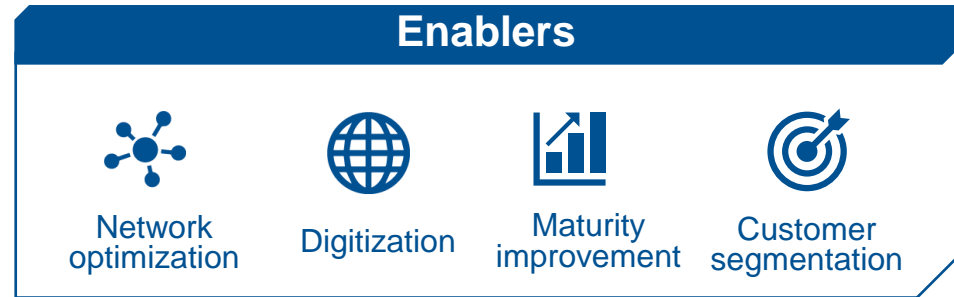 Enablers
Network
optimization
Digitization
Maturity
improvement
Customer
segmentation